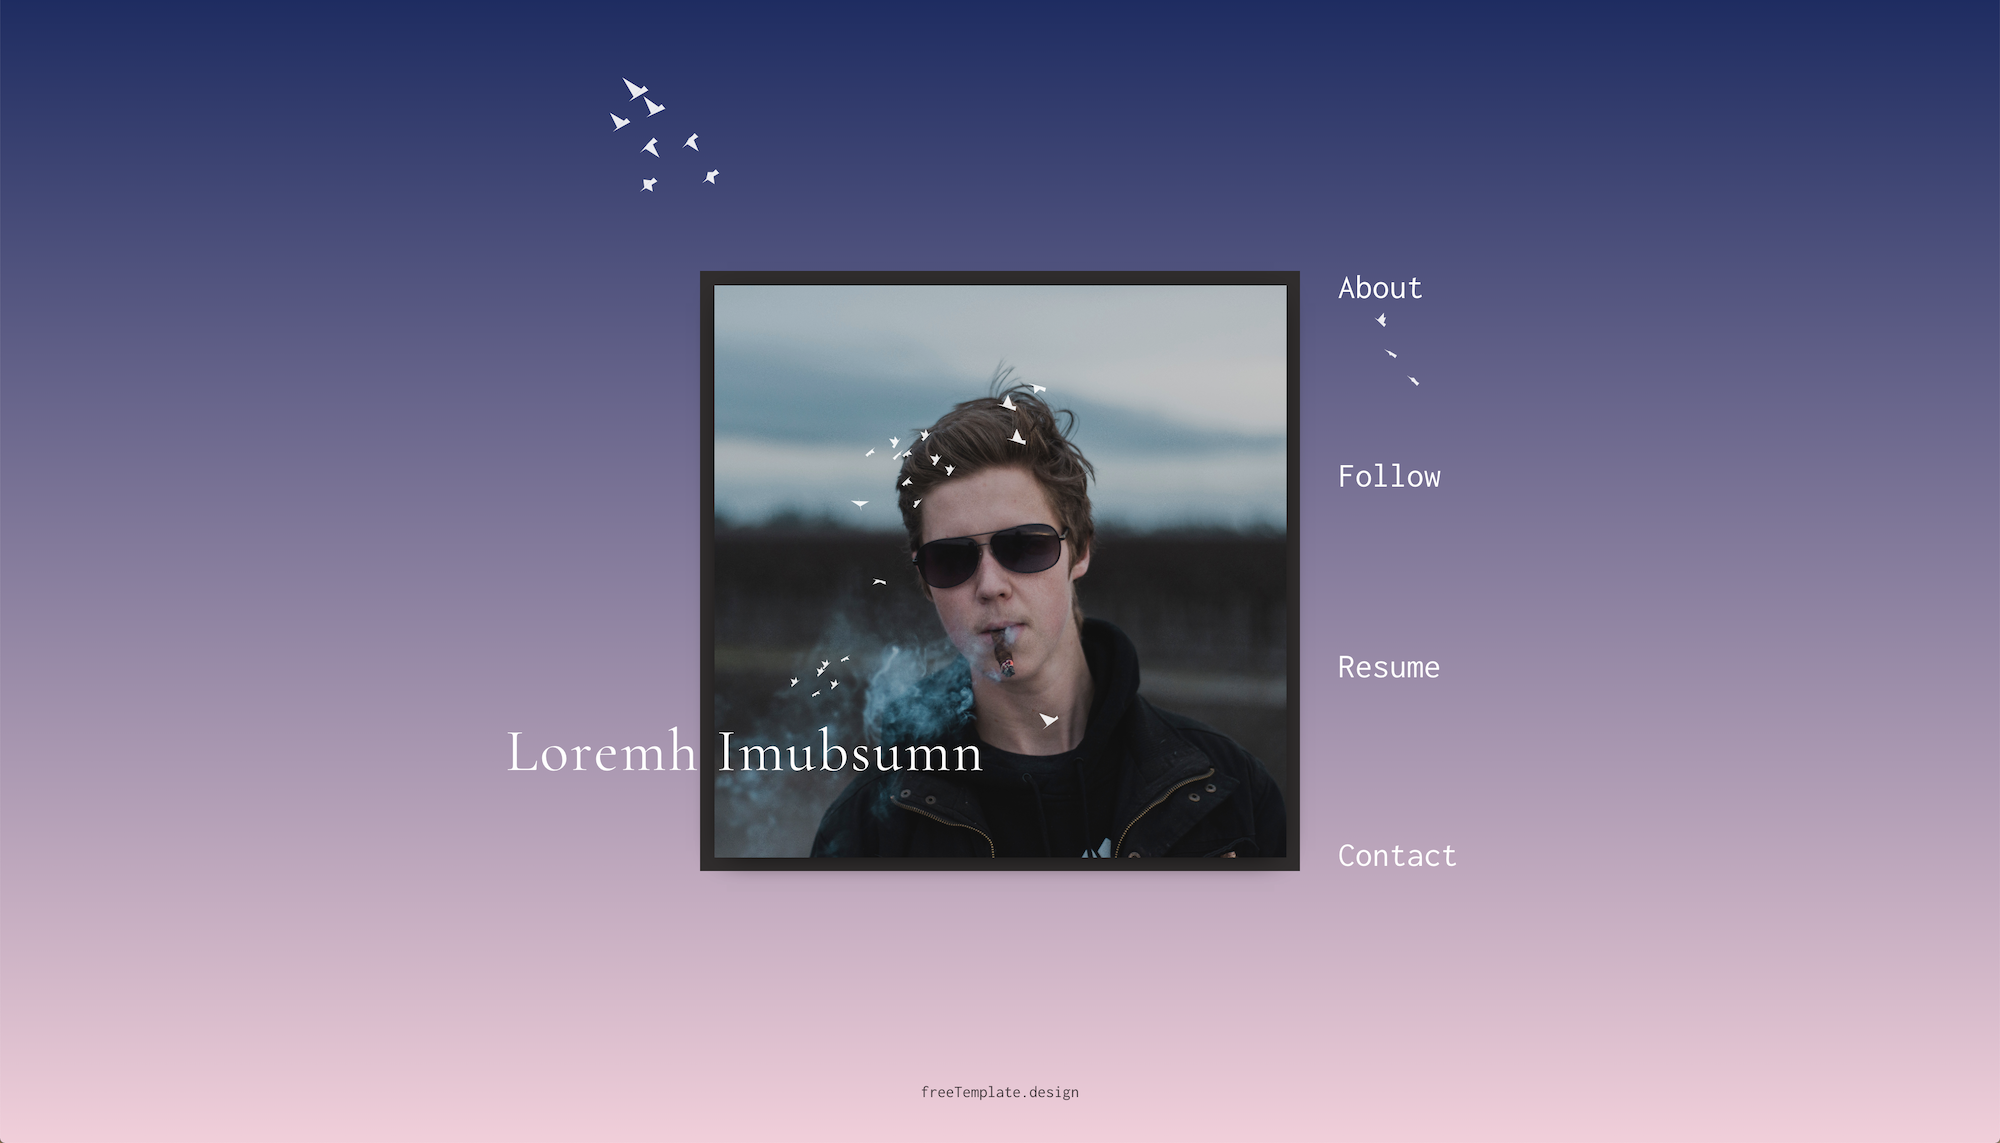 About
Follow
Resume
Loremh Imubsumn
Contact
freeTemplate.design